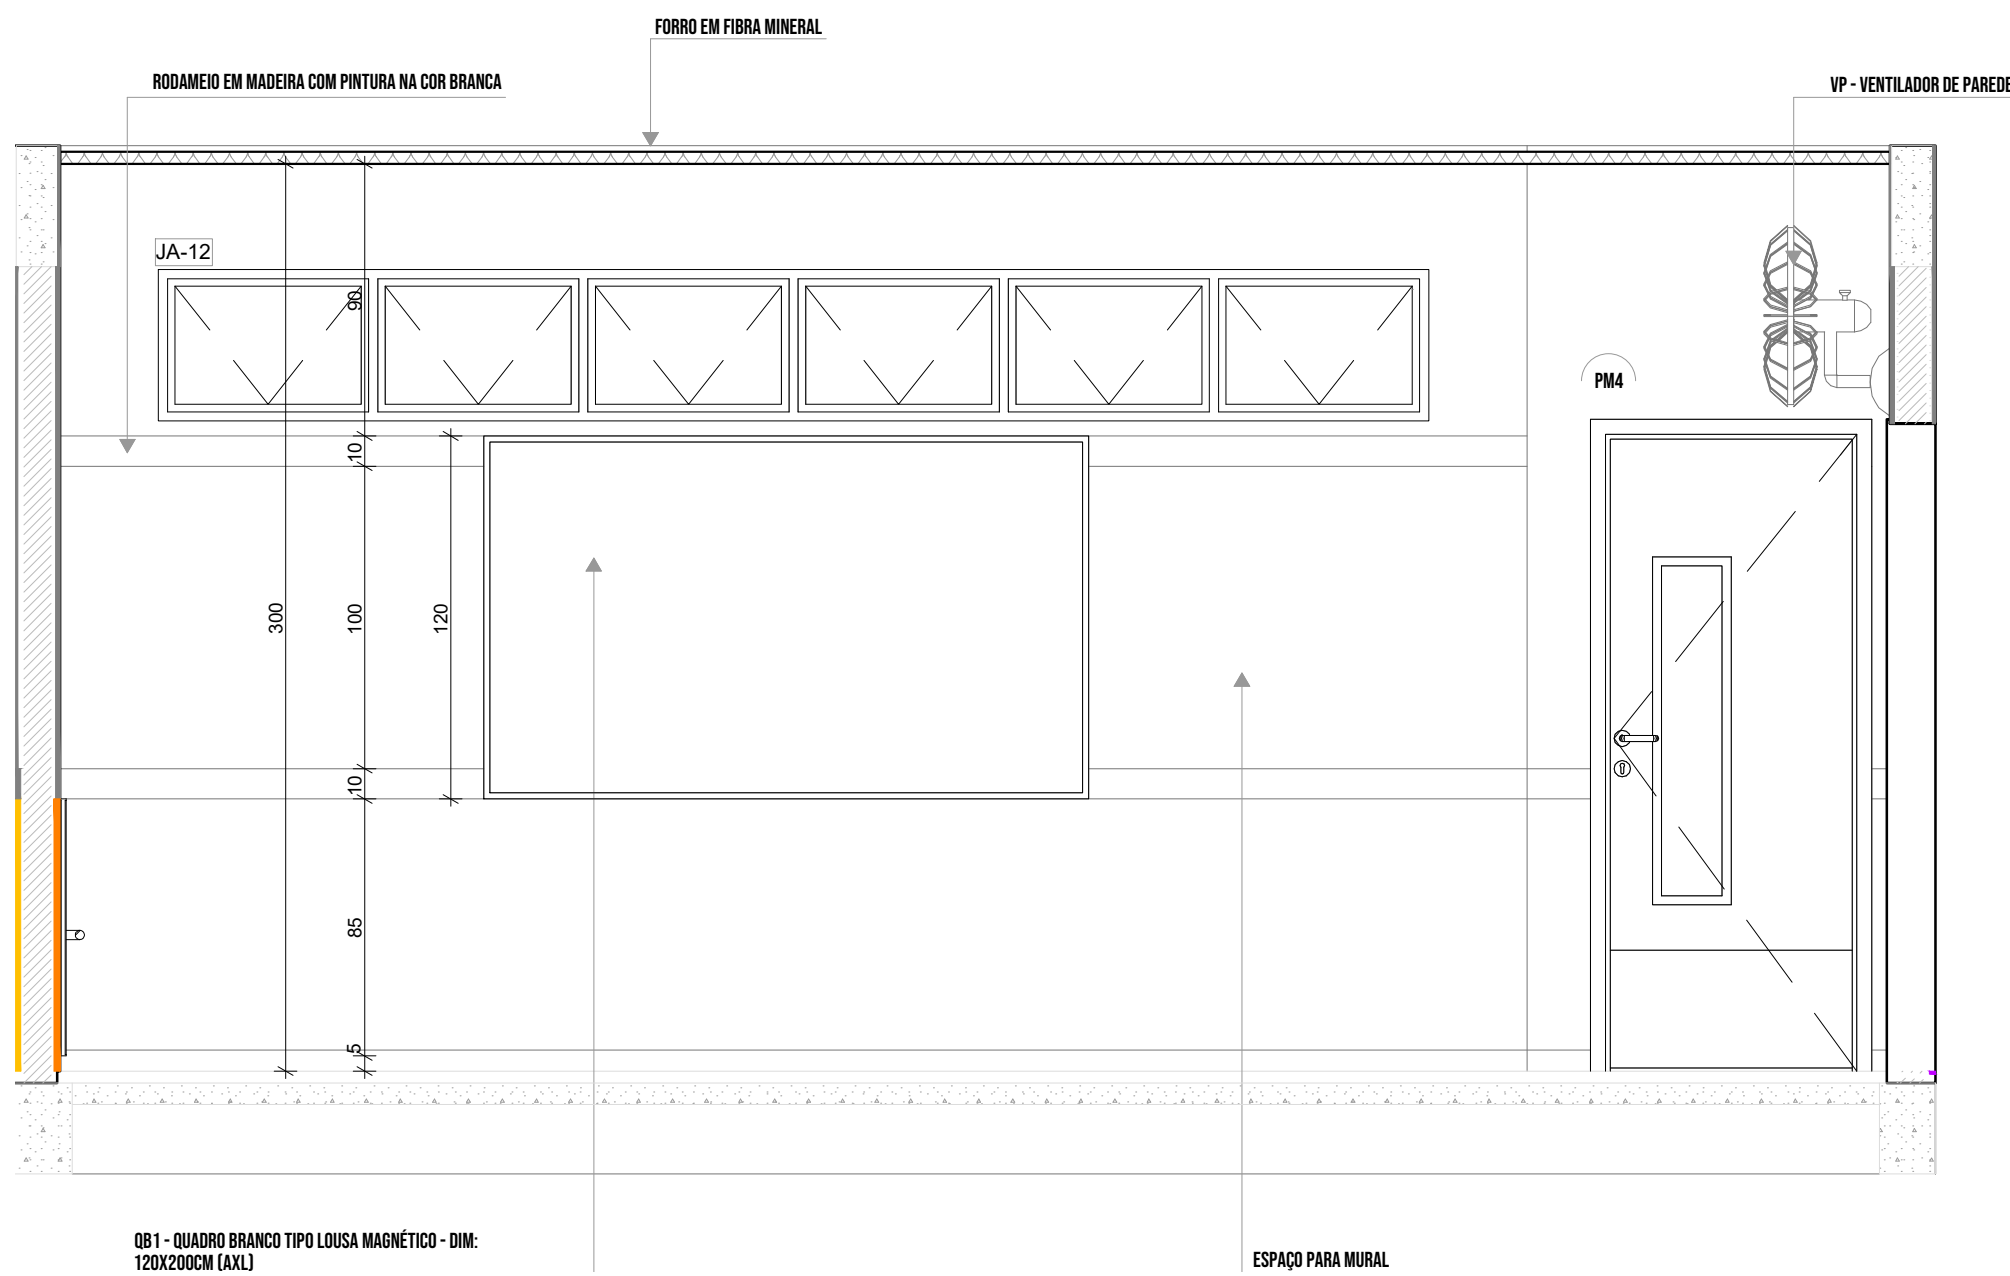 FORRO EM FIBRA MINERAL
RODAMEIO EM MADEIRA COM PINTURA NA COR BRANCA
VP - VENTILADOR DE PAREDE
JA-12
90
PM4
10
300
100
120
10
85
5
QB1 - QUADRO BRANCO TIPO LOUSA MAGNÉTICO - DIM:
120X200CM (AXL)
ESPAÇO PARA MURAL